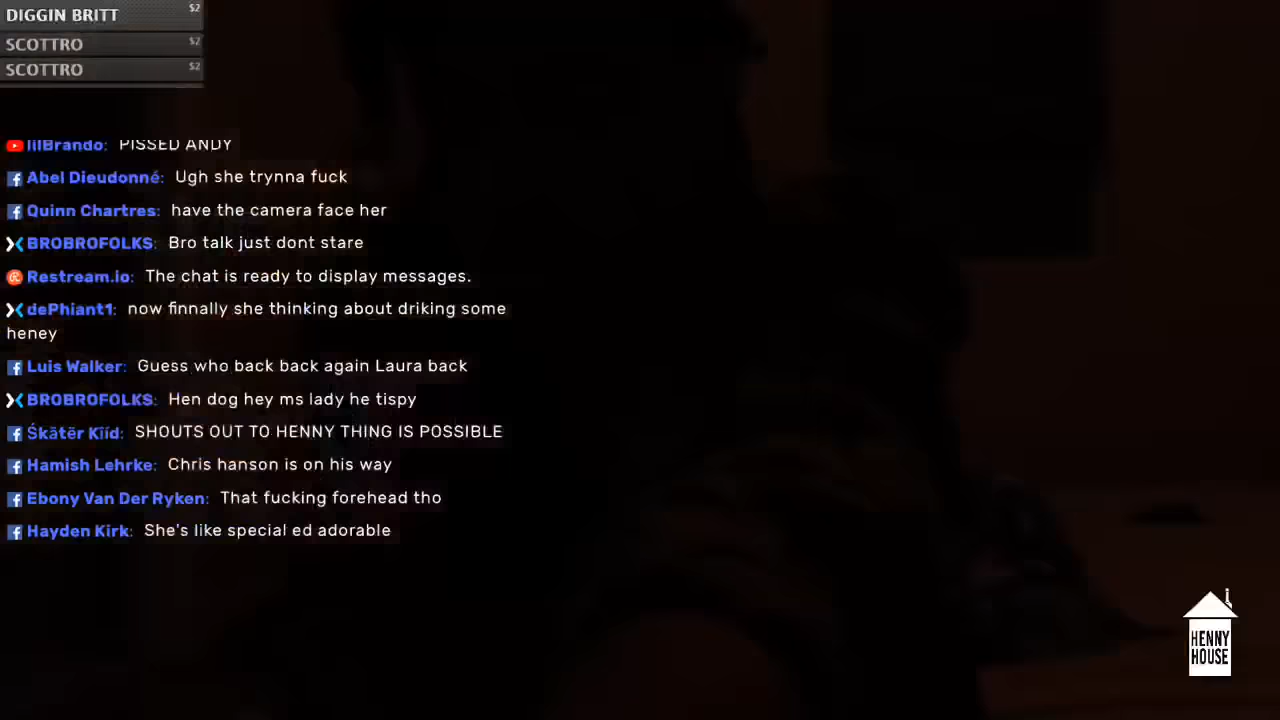 DIGGIN BRITT $2
SCOTTRO $2
SCOTTRO $2
lilBrando: PISSED ANDY
Abel Dieudonné: Ugh she trynna fuck
Quinn Chartres: have the camera face her
BROBROFOLKS: Bro talk just dont stare
Restream.io: The chat is ready to display messages.
dePhiant1: now finnally she thinking about driking some
heney
Luis Walker: Guess who back back again Laura back
BROBROFOLKS: Hen dog hey ms lady he tispy
Śkätër Kïíd: SHOUTS OUT TO HENNY THING IS POSSIBLE
Hamish Lehrke: Chris hanson is on his way
Ebony Van Der Ryken: That fucking forehead tho
Hayden Kirk: She's like special ed adorable
HENNY
HOUSE